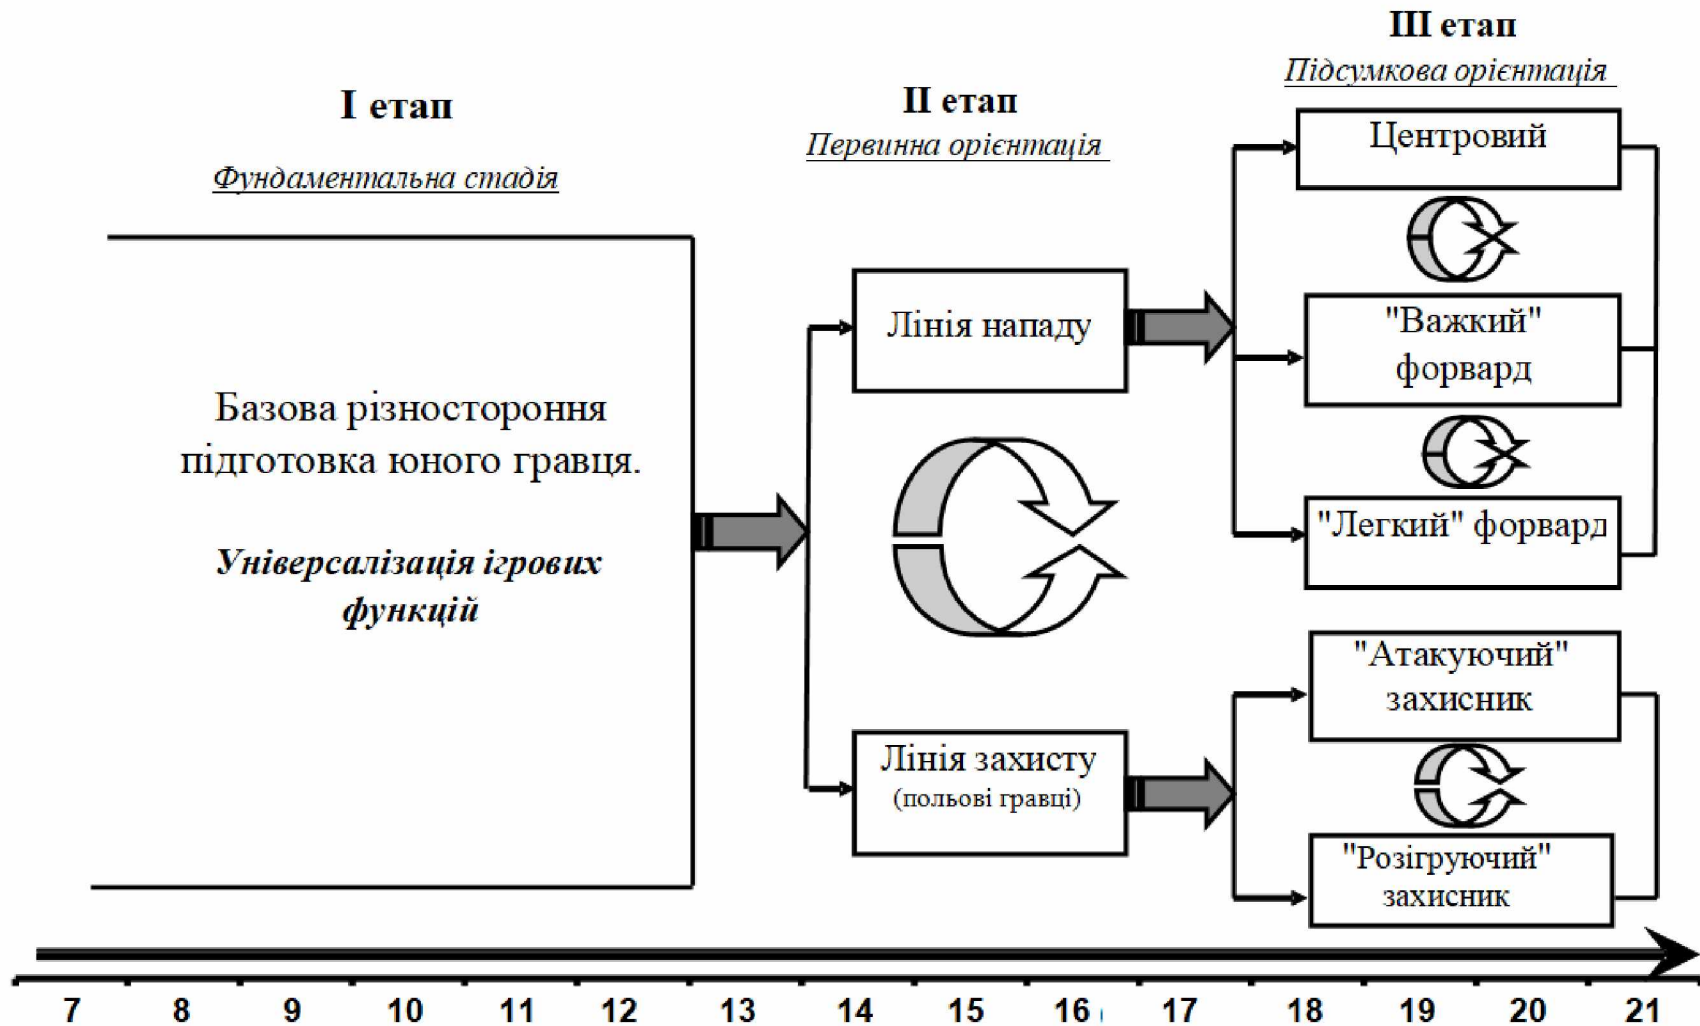 І етап
Фундаментальна стадія
Базова різностороння
підготовка юного гравця.
Універсалізація ігрових
функцій
ІІ етап
Первинна орієнтація
Лінія нападу
Лінія захисту
(польові гравці)
ІІІ етап
Підсумкова орієнтація
Центровий
"Важкий"
форвард
"Легкий" форвард
"Атакуючий"
захисник
"Розігруючий"
захисник
7 8 9 10 11 12 13 14 15 16 17 18 19 20 21